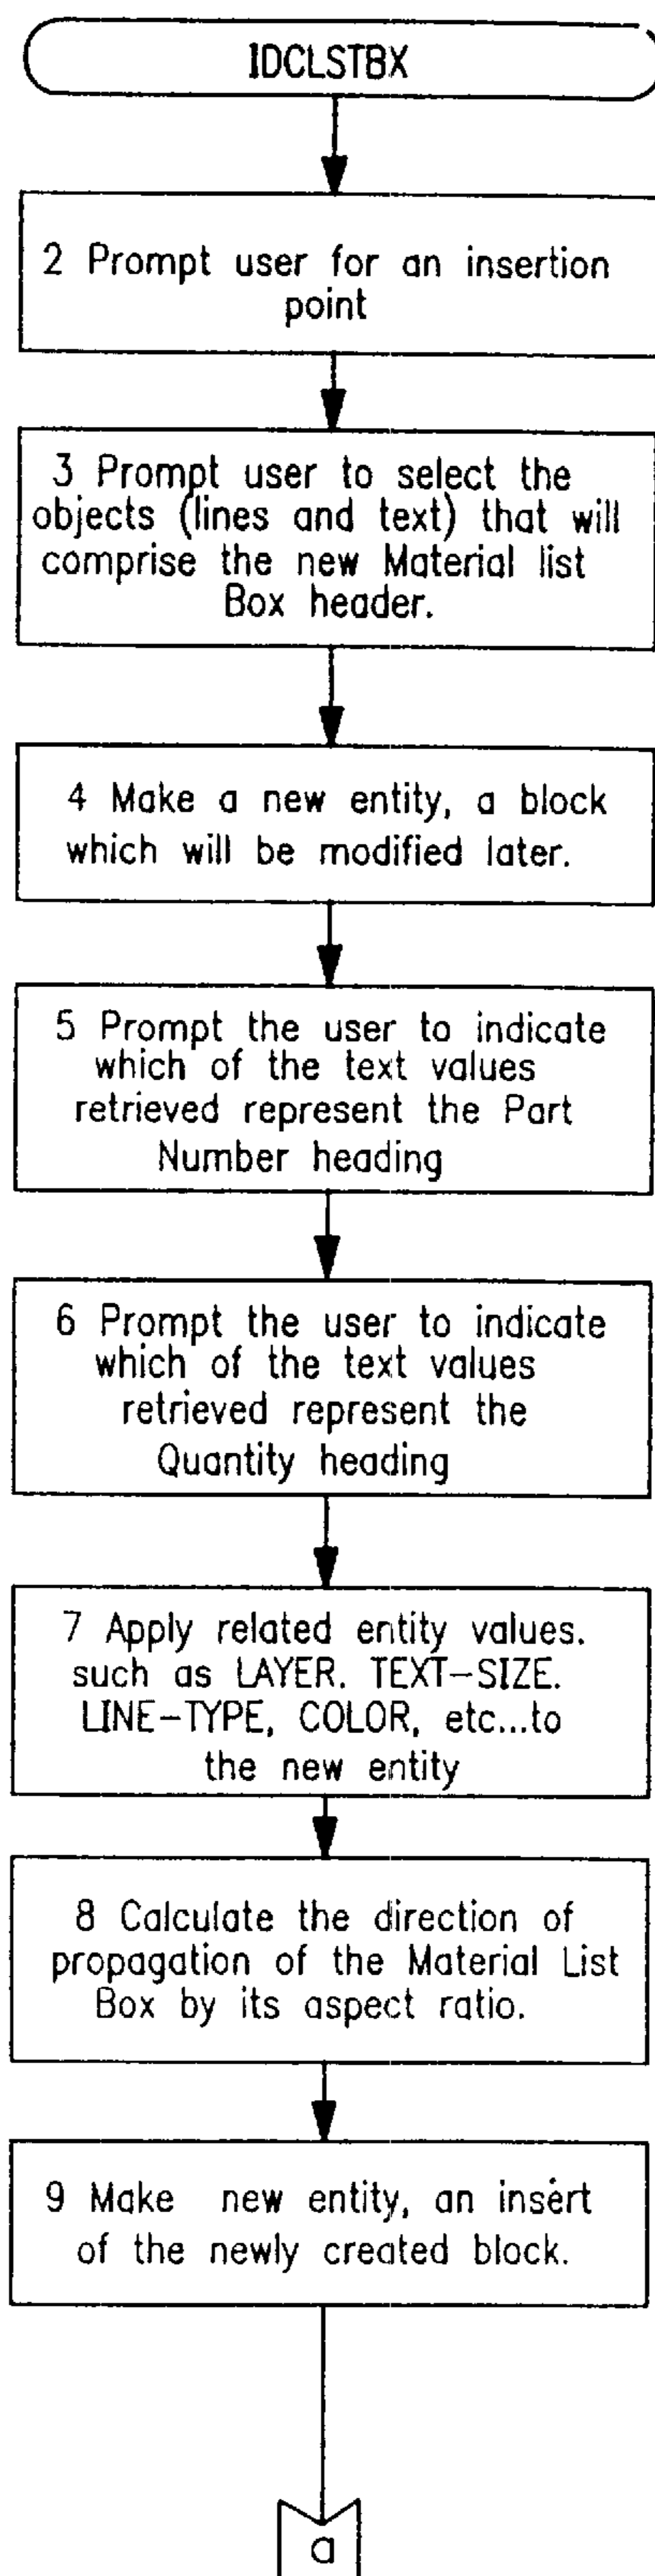 IDCLSTBX
2 Prompt user for an insertion
point
3 Prompt user to select the
objects (lines and text) that will
comprise the new Material list
Box header.
4 Make a new entity, a block
which will be modified later.
5 Prompt the user to indicate
which of the text values
retrieved represent the Part
Number heading
6 Prompt the user to indicate
which of the text values
retrieved represent the
Quantity heading
7 Apply related entity values.
such as LAYER. TEXT-SIZE.
LINE-TYPE, COLOR, etc...to
the new entity
8 Calculate the direction of
propagation of the Material List
Box by its aspect ratio.
9 Make new entity, an insert
of the newly created block.
a